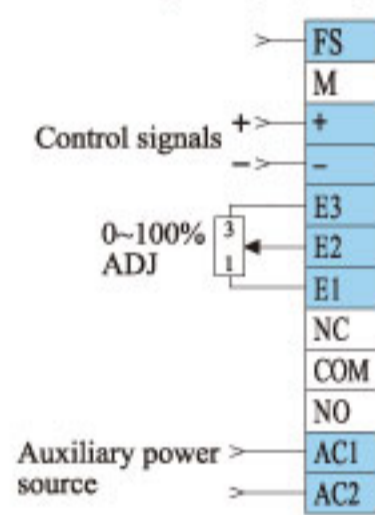 FS
M
Control signals + +
− −
E3
0~100% 3 E2
ADJ 1 E1
NC
COM
NO
Auxiliary power AC1
source AC2